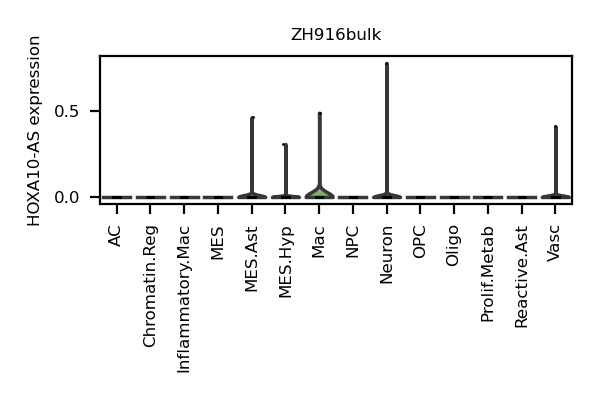 ZH916bulk
HOXA10-AS expression
0.5
0.0
AC
Chromatin.Reg
Inflammatory.Mac
MES
MES.Ast
MES.Hyp
Mac
NPC
Neuron
OPC
Oligo
Prolif.Metab
Reactive.Ast
Vasc